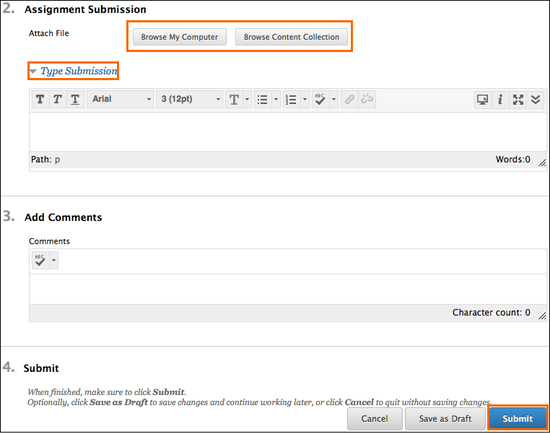 2. Assignment Submission
Attach File Browse My Computer Browse Content Collection
Type Submission
T T T Arial 3 (12pt) T ABC i
Path: p Words:0
3. Add Comments
Comments
ABC
Character count: 0
4. Submit
When finished, make sure to click Submit.
Optionally, click Save as Draft to save changes and continue working later, or click Cancel to quit without saving changes.
Cancel Save as Draft Submit